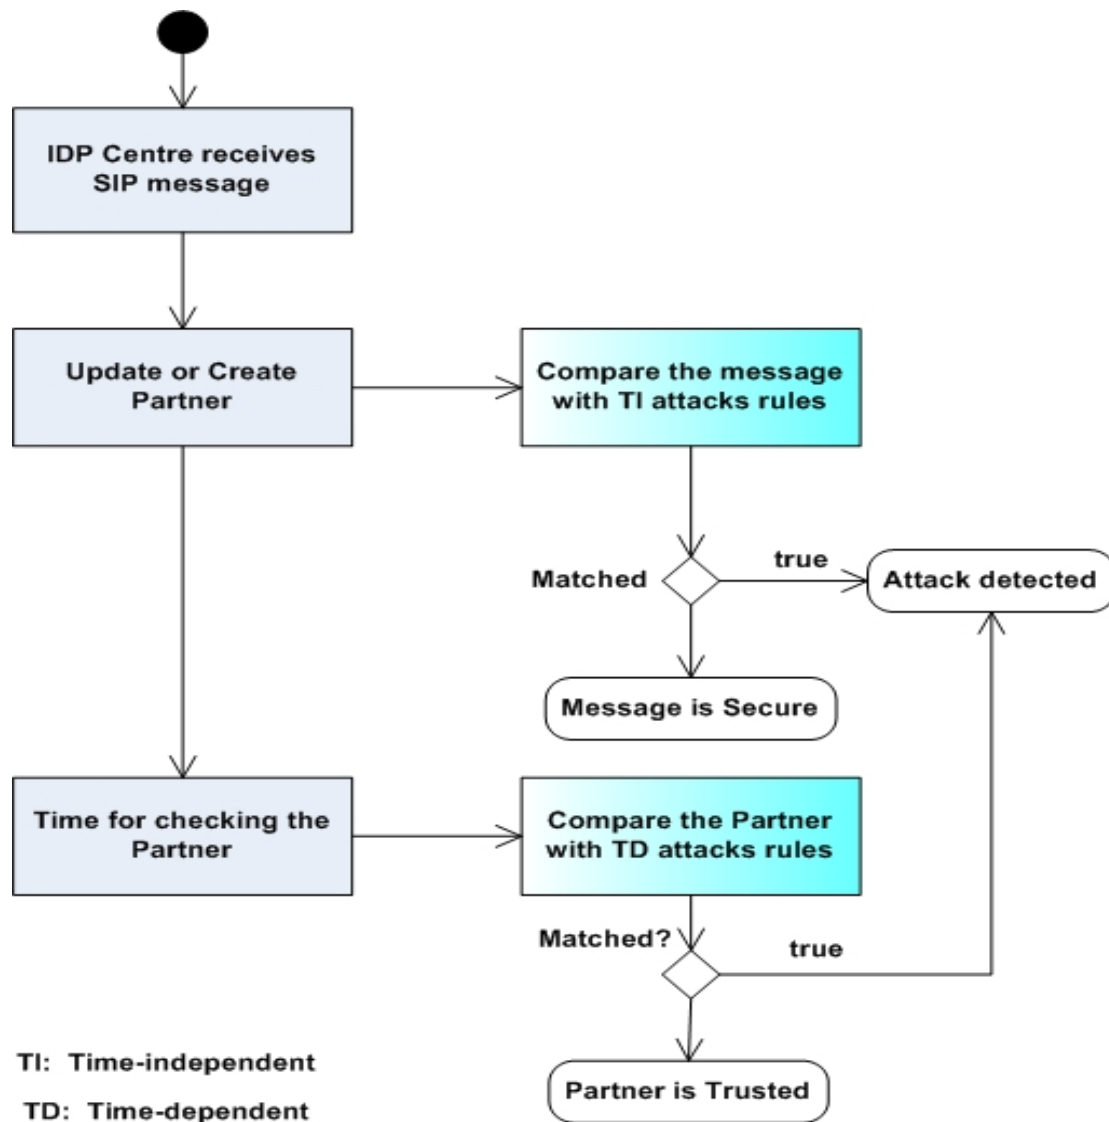 IDP Centre receives
SIP message
Update or Create
Partner
Compare the message
with TI attacks rules
Matched
true
Attack detected
Message is Secure
Time for checking the
Partner
Compare the Partner
with TD attacks rules
Matched?
true
Partner is Trusted
TI: Time-independent
TD: Time-dependent